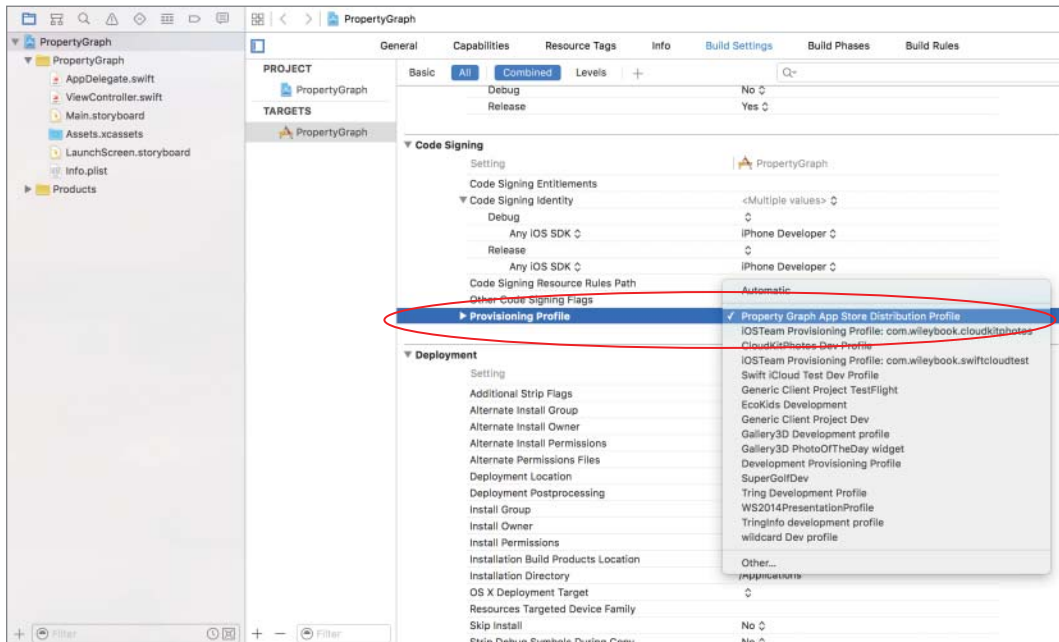 PropertyGraph
PropertyGraph
PropertyGraph
AppDelegate.swift
ViewController.swift
Main.storyboard
Assets.xcassets
LaunchScreen.storyboard
Info.plist
Products
Filter
General Capabilities Resource Tags Info Build Settings Build Phases Build Rules
PROJECT
PropertyGraph
TARGETS
PropertyGraph
Filter
Basic All Combined Levels +
Debug No
Release Yes
Code Signing
Setting PropertyGraph
Code Signing Entitlements
Code Signing Identity <Multiple values>
Debug
Any iOS SDK iPhone Developer
Release
Any iOS SDK iPhone Developer
Code Signing Resource Rules Path
Other Code Signing Flags
Provisioning Profile
Automatic
Property Graph App Store Distribution Profile
iOSTeam Provisioning Profile: com.wileybook.cloudkitphotos
CloudKitPhotos Dev Profile
iOSTeam Provisioning Profile: com.wileybook.swiftcloudtest
Swift iCloud Test Dev Profile
Generic Client Project TestFlight
EcoKids Development
Generic Client Project Dev
Gallery3D Development profile
Gallery3D PhotoOfTheDay widget
Development Provisioning Profile
SuperGolfDev
Tring Development Profile
WS2014PresentationProfile
TringInfo development profile
wildcard Dev profile
Other...
Deployment
Setting
Additional Strip Flags
Alternate Install Group
Alternate Install Owner
Alternate Install Permissions
Alternate Permissions Files
Deployment Location
Deployment Postprocessing
Install Group
Install Owner
Install Permissions
Installation Build Products Location
Installation Directory /Applications
OS X Deployment Target
Resources Targeted Device Family
Skip Install No
Strip Debug Symbols During Copy No